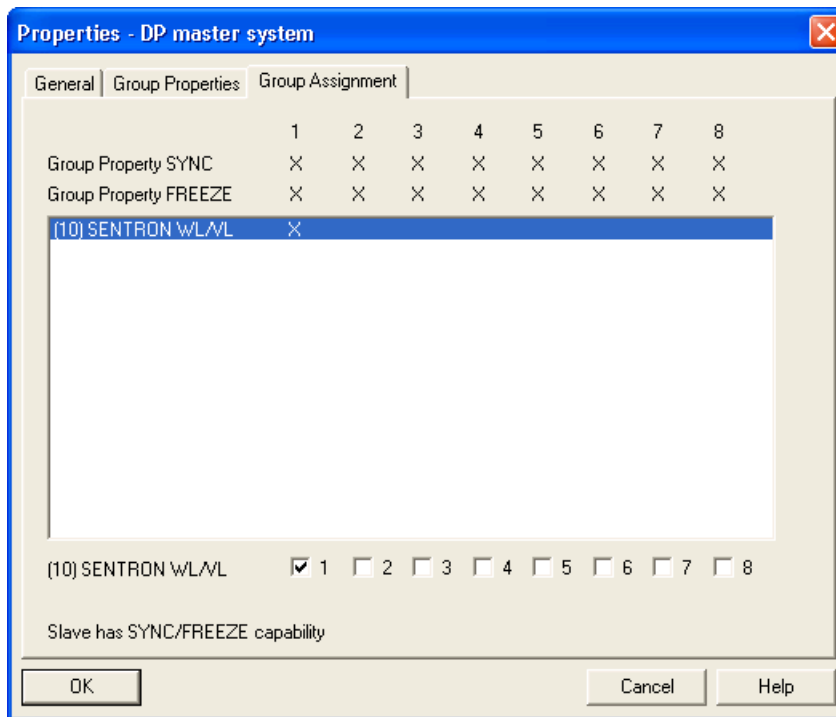 Properties - DP master system
General Group Properties Group Assignment
1 2 3 4 5 6 7 8
Group Property SYNC X X X X X X X X
Group Property FREEZE X X X X X X X X
(10) SENTRON WL/VL X
(10) SENTRON WL/VL 1 2 3 4 5 6 7 8
Slave has SYNC/FREEZE capability
OK Cancel Help